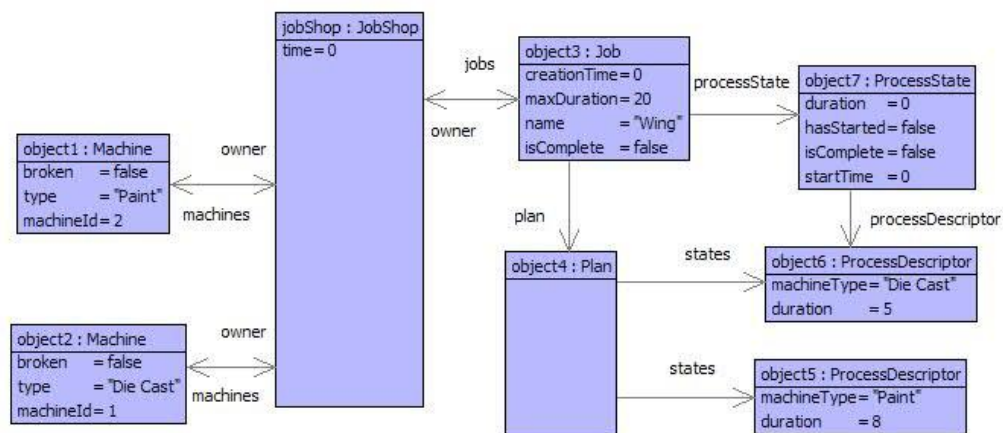 jobShop : JobShop
time=0
object3 : Job
creationTime=0
maxDuration=20
name ="Wing"
isComplete =false
jobs
owner
processState
object7 : ProcessState
duration =0
hasStarted=false
isComplete=false
startTime =0
object1 : Machine
broken =false
type ="Paint"
machineId=2
owner
machines
plan
processDescriptor
object4 : Plan
states
object6 : ProcessDescriptor
machineType="Die Cast"
duration =5
object2 : Machine
broken =false
type ="Die Cast"
machineId=1
owner
machines
states
object5 : ProcessDescriptor
machineType="Paint"
duration =8